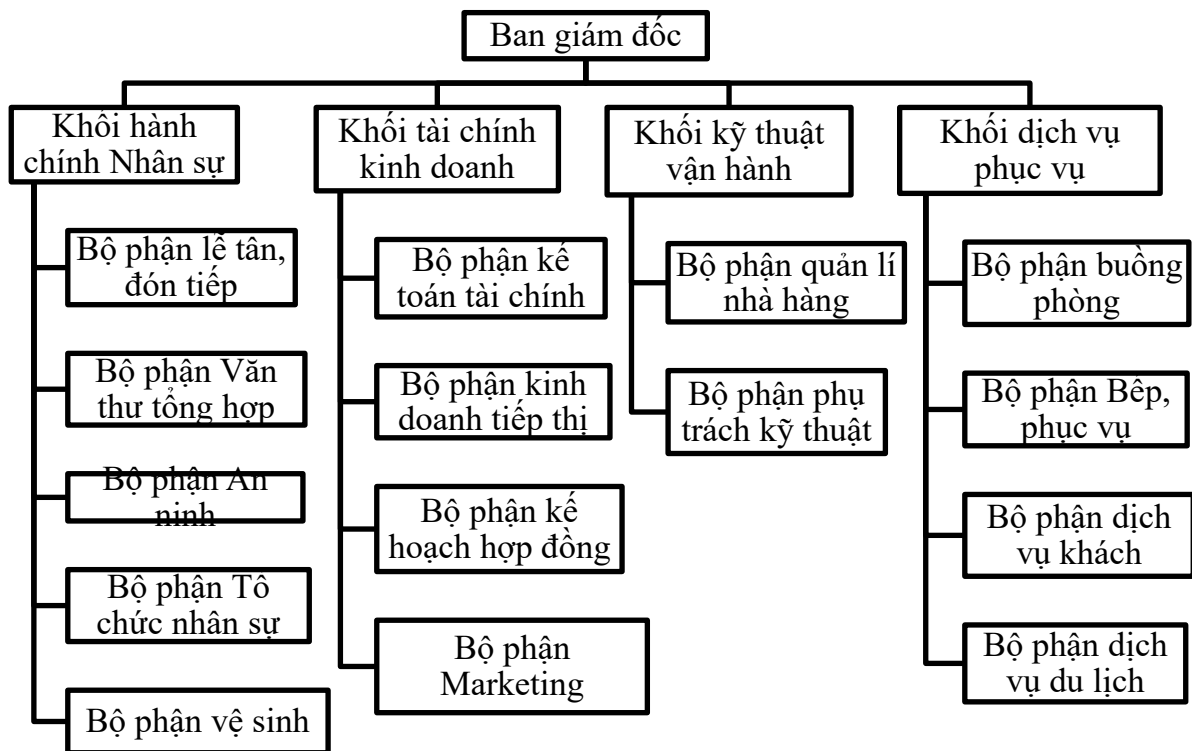 Ban giám đốc
Khối hành
chính Nhân sự
Bộ phận lễ tân,
đón tiếp
Bộ phận Văn
thư tổng hợp
Bộ phận An
ninh
Bộ phận Tổ
chức nhân sự
Bộ phận vệ sinh
Khối tài chính
kinh doanh
Bộ phận kế
toán tài chính
Bộ phận kinh
doanh tiếp thị
Bộ phận kế
hoạch hợp đồng
Bộ phận
Marketing
Khối kỹ thuật
vận hành
Bộ phận quản lí
nhà hàng
Bộ phận phụ
trách kỹ thuật
Khối dịch vụ
phục vụ
Bộ phận buồng
phòng
Bộ phận Bếp,
phục vụ
Bộ phận dịch
vụ khách
Bộ phận dịch
vụ du lịch